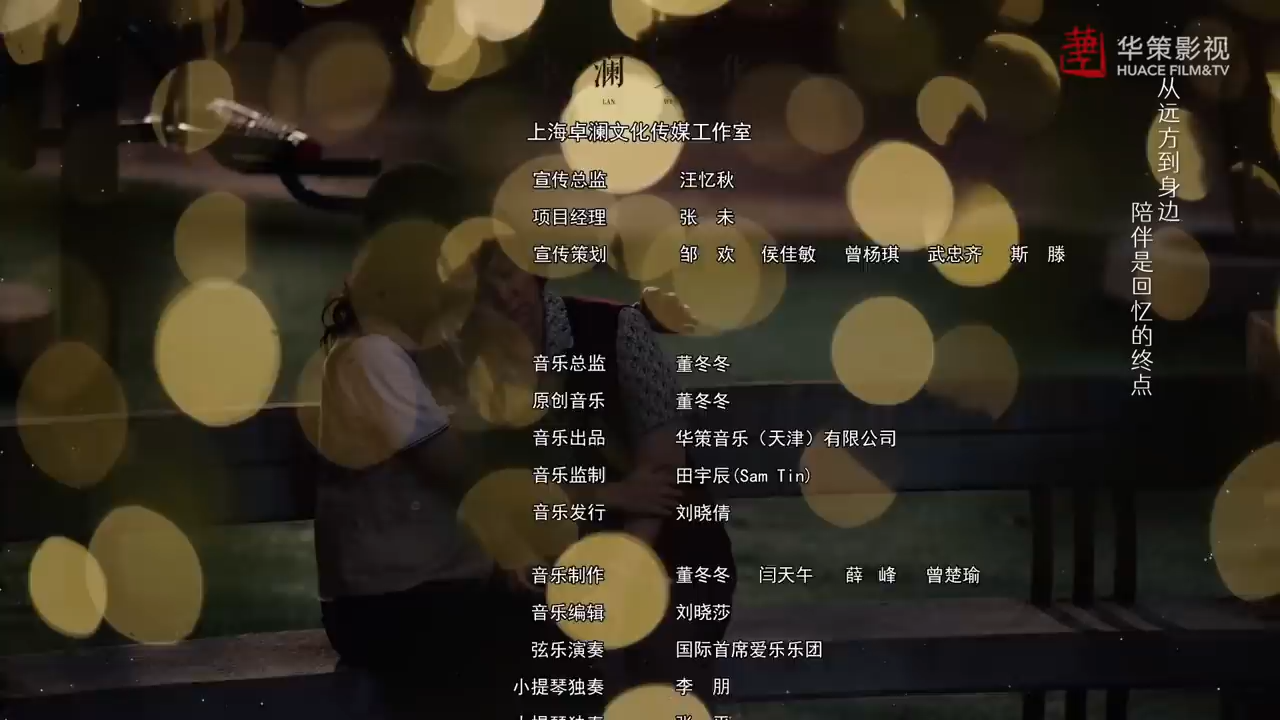 華 华策影视
HUACE FILM&TV
从远方到身边
陪伴是回忆的终点
澜
LAN
上海卓澜文化传媒工作室
宣传总监 汪忆秋
项目经理 张 未
宣传策划 邹 欢 侯佳敏 曾杨琪 武忠齐 斯 滕
音乐总监 董冬冬
原创音乐 董冬冬
音乐出品 华策音乐（天津）有限公司
音乐监制 田宇辰(Sam Tin)
音乐发行 刘晓倩
音乐制作 董冬冬 闫天午 薛 峰 曾楚瑜
音乐编辑 刘晓莎
弦乐演奏 国际首席爱乐乐团
小提琴独奏 李 朋